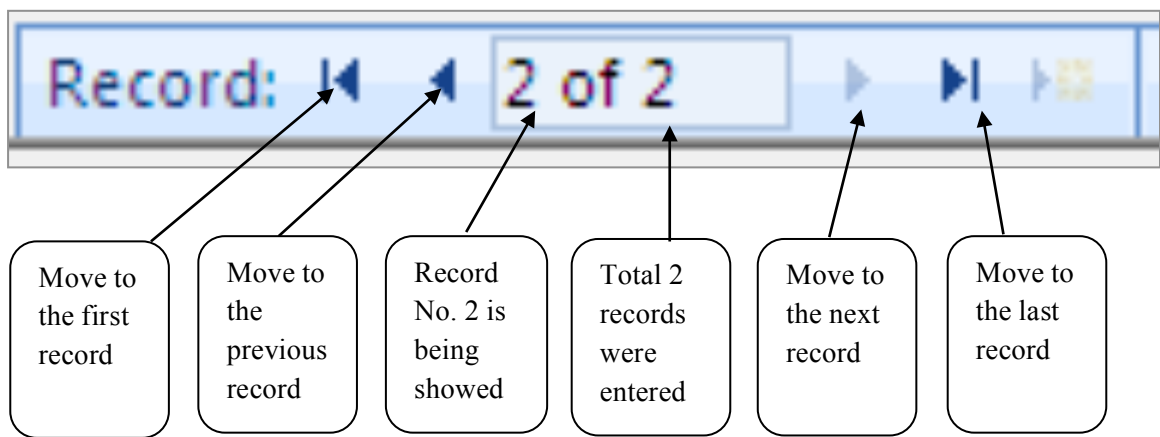 Record: 2 of 2
Move to
the first
record
Move to
the
previous
record
Record
No. 2 is
being
showed
Total 2
records
were
entered
Move to
the next
record
Move to
the last
record